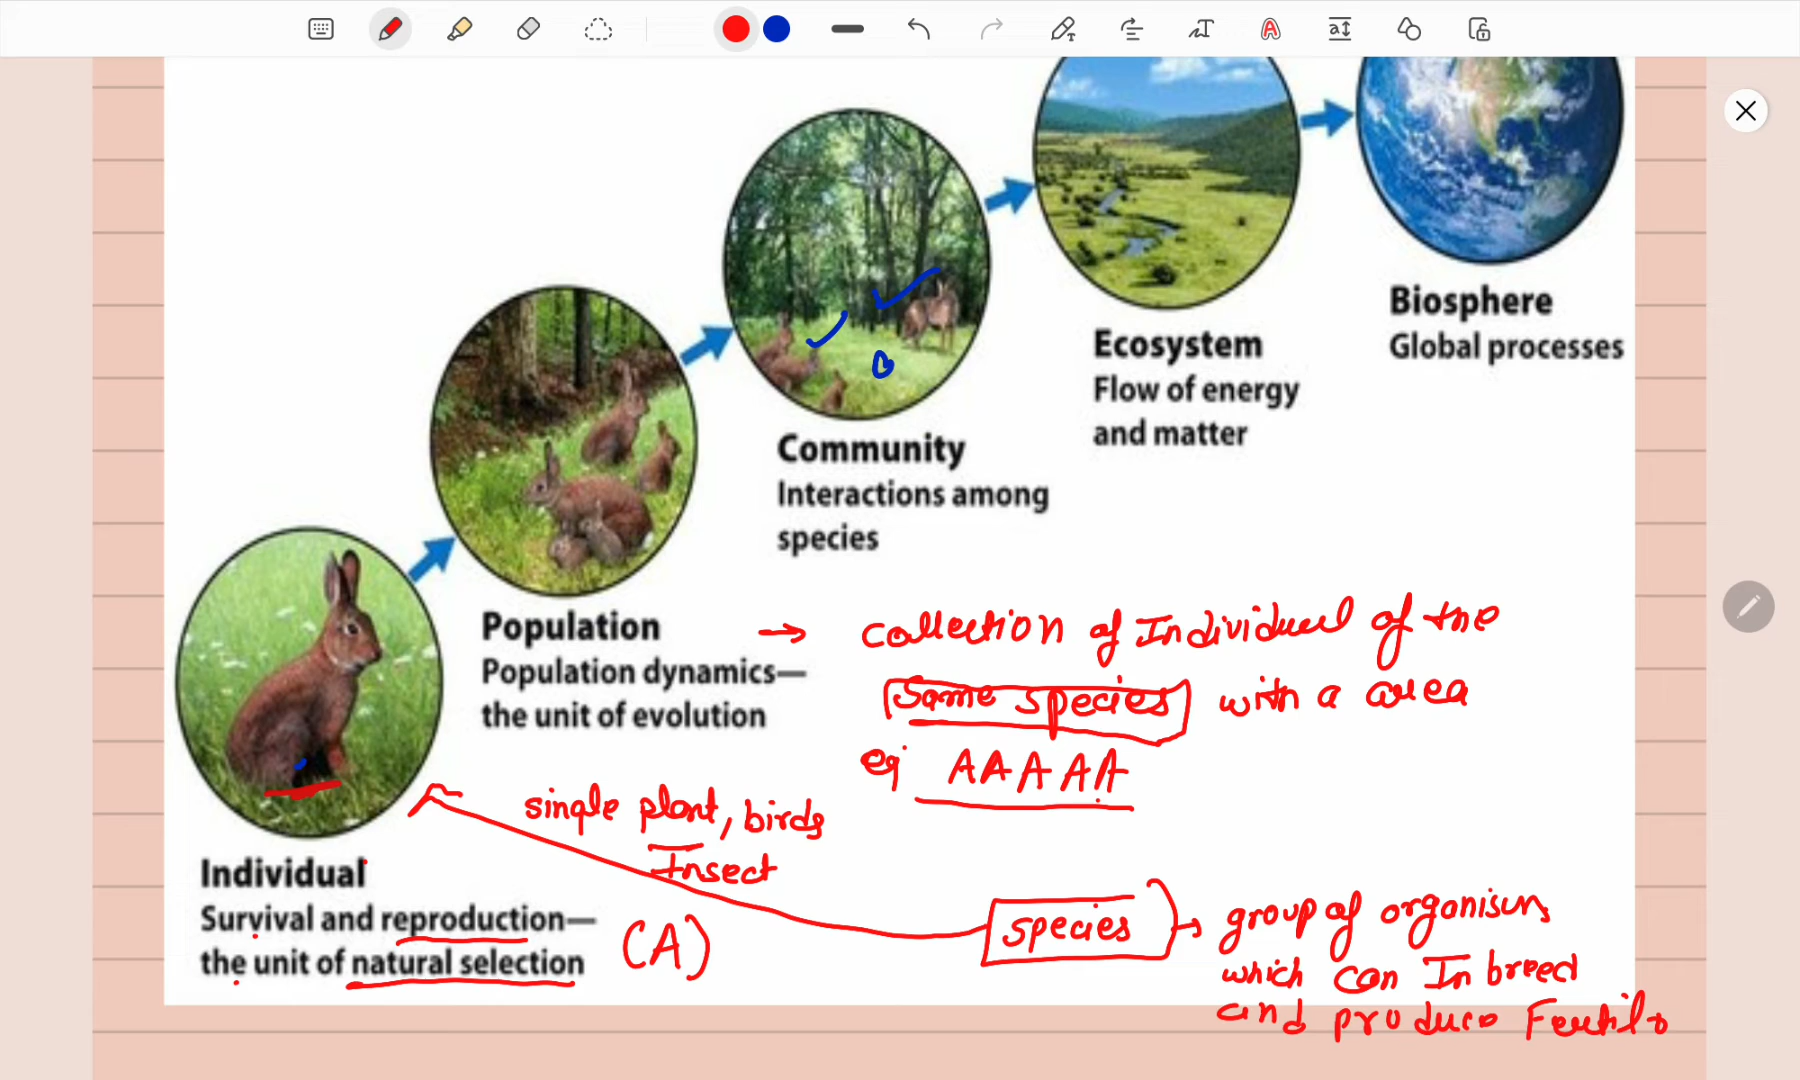 Biosphere
Global processes
Ecosystem
Flow of energy
and matter
Community
Interactions among
species
Population
Population dynamics—
the unit of evolution
→ collection of Individual of the
same species with a area
eg AAAAA
single plant, birds
Insect
Individual
Survival and reproduction—
the unit of natural selection
(A)
species → group of organism
which can Inbreed
and produce Fertile